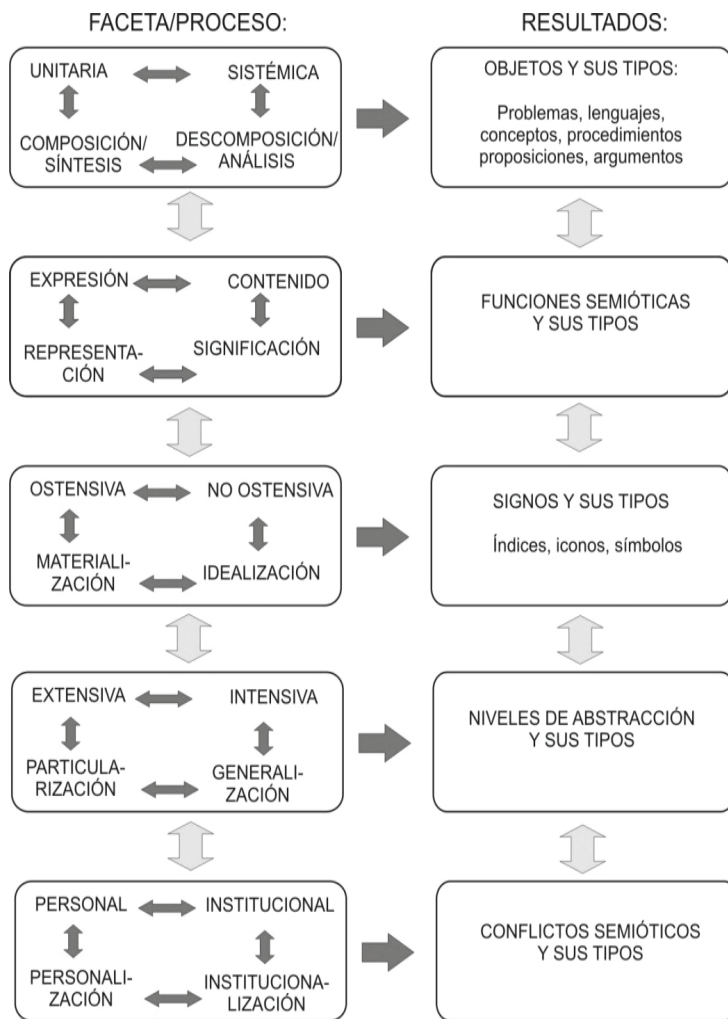 FACETA/PROCESO:
RESULTADOS:
UNITARIA
SISTÉMICA
COMPOSICIÓN/
SÍNTESIS
DESCOMPOSICIÓN/
ANÁLISIS
OBJETOS Y SUS TIPOS:
Problemas, lenguajes,
conceptos, procedimientos
proposiciones, argumentos
EXPRESIÓN
CONTENIDO
REPRESENTA-
CIÓN
SIGNIFICACIÓN
FUNCIONES SEMIÓTICAS
Y SUS TIPOS
OSTENSIVA
NO OSTENSIVA
MATERIALI-
ZACIÓN
IDEALIZACIÓN
SIGNOS Y SUS TIPOS
Índices, iconos, símbolos
EXTENSIVA
INTENSIVA
PARTICULA-
RIZACIÓN
GENERALI-
ZACIÓN
NIVELES DE ABSTRACCIÓN
Y SUS TIPOS
PERSONAL
INSTITUCIONAL
PERSONALI-
ZACIÓN
INSTITUCIONA-
LIZACIÓN
CONFLICTOS SEMIÓTICOS
Y SUS TIPOS